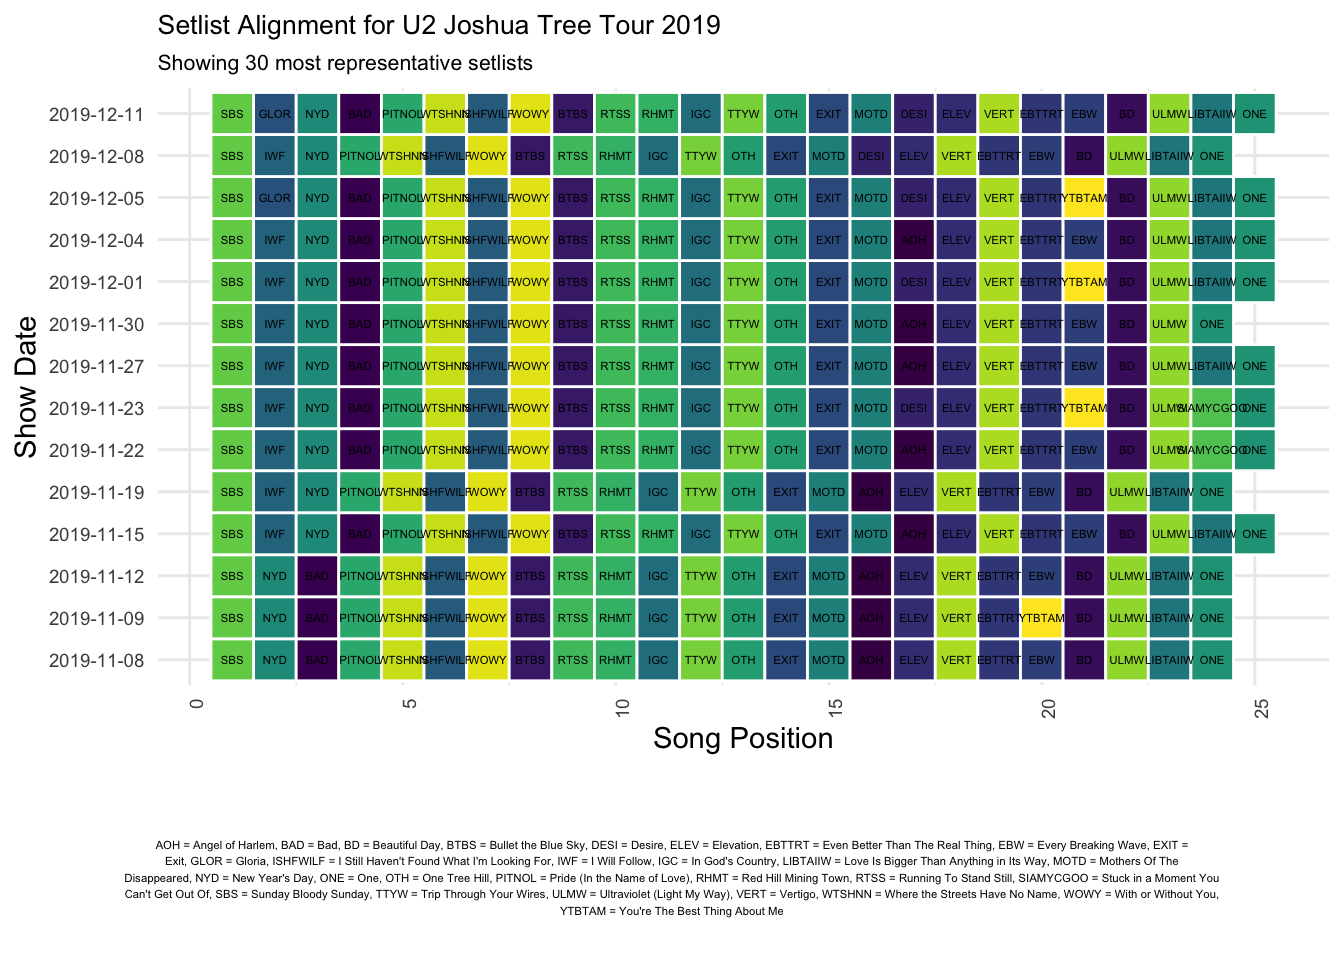 Setlist Alignment for U2 Joshua Tree Tour 2019
Showing 30 most representative setlists
Show Date
2019-12-11 SBS GLOR NYD BAD PITNOL WTSHNN ISHFWILF WOWY BTBS RTSS RHMT IGC TTYW OTH EXIT MOTD DESI ELEV VERT EBTTRT EBW BD ULMW LIBTAIIW ONE
2019-12-08 SBS IWF NYD PITNOL WTSHNN ISHFWILF WOWY BTBS RTSS RHMT IGC TTYW OTH EXIT MOTD DESI ELEV VERT EBTTRT EBW BD ULMW LIBTAIIW ONE
2019-12-05 SBS GLOR NYD BAD PITNOL WTSHNN ISHFWILF WOWY BTBS RTSS RHMT IGC TTYW OTH EXIT MOTD DESI ELEV VERT EBTTRT YTBTAM BD ULMW LIBTAIIW ONE
2019-12-04 SBS IWF NYD BAD PITNOL WTSHNN ISHFWILF WOWY BTBS RTSS RHMT IGC TTYW OTH EXIT MOTD AOH ELEV VERT EBTTRT EBW BD ULMW LIBTAIIW ONE
2019-12-01 SBS IWF NYD BAD PITNOL WTSHNN ISHFWILF WOWY BTBS RTSS RHMT IGC TTYW OTH EXIT MOTD DESI ELEV VERT EBTTRT YTBTAM BD ULMW LIBTAIIW ONE
2019-11-30 SBS IWF NYD BAD PITNOL WTSHNN ISHFWILF WOWY BTBS RTSS RHMT IGC TTYW OTH EXIT MOTD AOH ELEV VERT EBTTRT EBW BD ULMW ONE
2019-11-27 SBS IWF NYD BAD PITNOL WTSHNN ISHFWILF WOWY BTBS RTSS RHMT IGC TTYW OTH EXIT MOTD AOH ELEV VERT EBTTRT EBW BD ULMW LIBTAIIW ONE
2019-11-23 SBS IWF NYD BAD PITNOL WTSHNN ISHFWILF WOWY BTBS RTSS RHMT IGC TTYW OTH EXIT MOTD DESI ELEV VERT EBTTRT YTBTAM BD ULMW SIAMYCGOO ONE
2019-11-22 SBS IWF NYD BAD PITNOL WTSHNN ISHFWILF WOWY BTBS RTSS RHMT IGC TTYW OTH EXIT MOTD AOH ELEV VERT EBTTRT EBW BD ULMW SIAMYCGOO ONE
2019-11-19 SBS IWF NYD PITNOL WTSHNN ISHFWILF WOWY BTBS RTSS RHMT IGC TTYW OTH EXIT MOTD AOH ELEV VERT EBTTRT EBW BD ULMW LIBTAIIW ONE
2019-11-15 SBS IWF NYD BAD PITNOL WTSHNN ISHFWILF WOWY BTBS RTSS RHMT IGC TTYW OTH EXIT MOTD AOH ELEV VERT EBTTRT EBW BD ULMW LIBTAIIW ONE
2019-11-12 SBS NYD BAD PITNOL WTSHNN ISHFWILF WOWY BTBS RTSS RHMT IGC TTYW OTH EXIT MOTD AOH ELEV VERT EBTTRT EBW BD ULMW LIBTAIIW ONE
2019-11-09 SBS NYD BAD PITNOL WTSHNN ISHFWILF WOWY BTBS RTSS RHMT IGC TTYW OTH EXIT MOTD AOH ELEV VERT EBTTRT YTBTAM BD ULMW LIBTAIIW ONE
2019-11-08 SBS NYD BAD PITNOL WTSHNN ISHFWILF WOWY BTBS RTSS RHMT IGC TTYW OTH EXIT MOTD AOH ELEV VERT EBTTRT EBW BD ULMW LIBTAIIW ONE
0 5 10 15 20 25
Song Position
AOH = Angel of Harlem, BAD = Bad, BD = Beautiful Day, BTBS = Bullet the Blue Sky, DESI = Desire, ELEV = Elevation, EBTTRT = Even Better Than The Real Thing, EBW = Every Breaking Wave, EXIT =
Exit, GLOR = Gloria, ISHFWILF = I Still Haven't Found What I'm Looking For, IWF = I Will Follow, IGC = In God's Country, LIBTAIIW = Love Is Bigger Than Anything in Its Way, MOTD = Mothers Of The
Disappeared, NYD = New Year's Day, ONE = One, OTH = One Tree Hill, PITNOL = Pride (In the Name of Love), RHMT = Red Hill Mining Town, RTSS = Running To Stand Still, SIAMYCGOO = Stuck in a Moment You
Can't Get Out Of, SBS = Sunday Bloody Sunday, TTYW = Trip Through Your Wires, ULMW = Ultraviolet (Light My Way), VERT = Vertigo, WTSHNN = Where the Streets Have No Name, WOWY = With or Without You,
YTBTAM = You're The Best Thing About Me